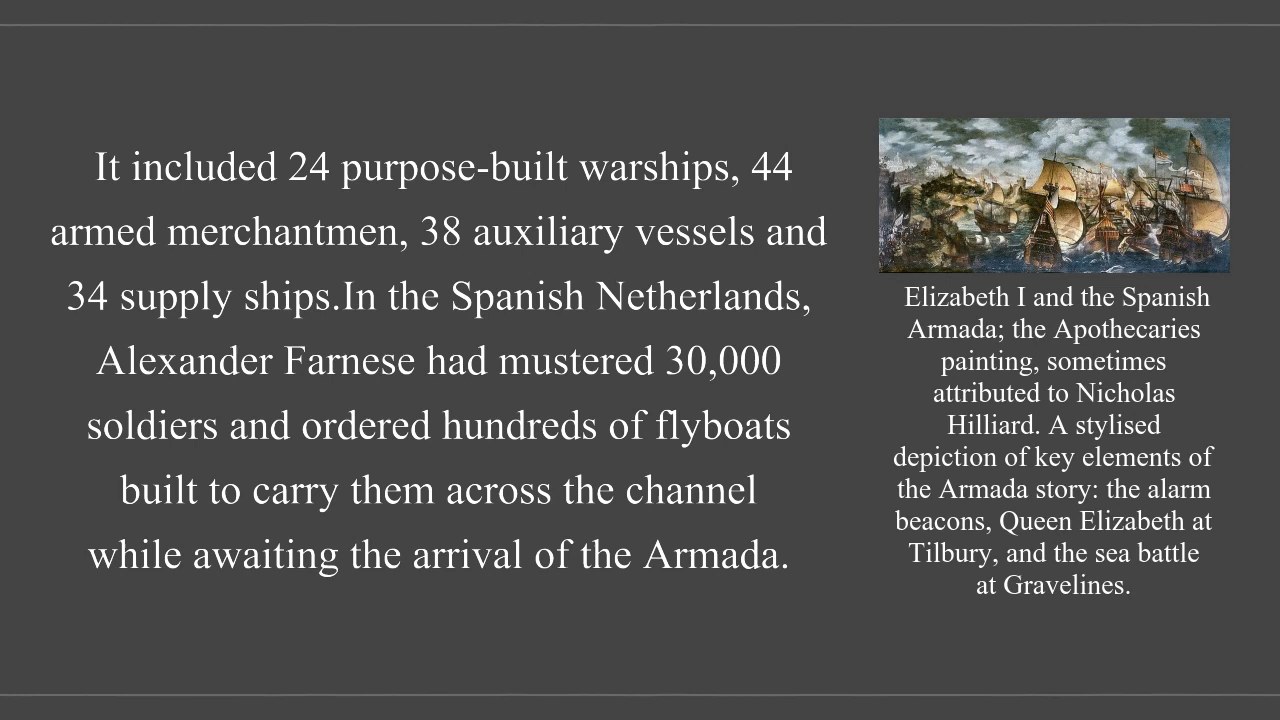 It included 24 purpose-built warships, 44
armed merchantmen, 38 auxiliary vessels and
34 supply ships.In the Spanish Netherlands,
Alexander Farnese had mustered 30,000
soldiers and ordered hundreds of flyboats
built to carry them across the channel
while awaiting the arrival of the Armada.
Elizabeth I and the Spanish
Armada; the Apothecaries
painting, sometimes
attributed to Nicholas
Hilliard. A stylised
depiction of key elements of
the Armada story: the alarm
beacons, Queen Elizabeth at
Tilbury, and the sea battle
at Gravelines.